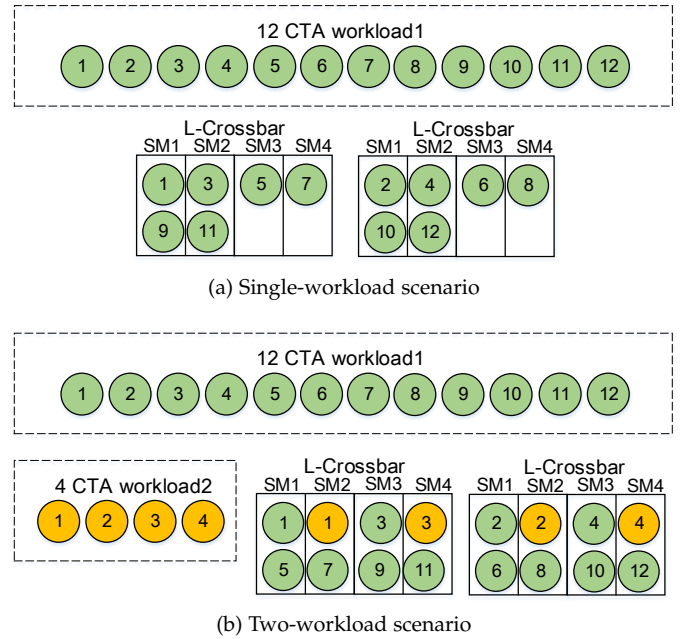 12 CTA workload1
1 2 3 4 5 6 7 8 9 10 11 12
L-Crossbar L-Crossbar
SM1 SM2 SM3 SM4 SM1 SM2 SM3 SM4
1 3 5 7 2 4 6 8
9 11 10 12
(a) Single-workload scenario
12 CTA workload1
1 2 3 4 5 6 7 8 9 10 11 12
4 CTA workload2
1 2 3 4
L-Crossbar L-Crossbar
SM1 SM2 SM3 SM4 SM1 SM2 SM3 SM4
1 1 3 3 2 2 4 4
5 7 9 11 6 8 10 12
(b) Two-workload scenario